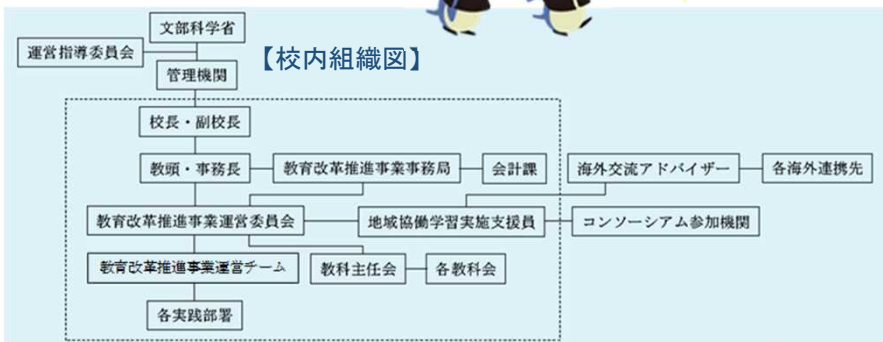 文部科学省
運営指導委員会
【校内組織図】
管理機関
校長・副校長
教頭・事務長
教育改革推進事業事務局
会計課
海外交流アドバイザー
各海外連携先
教育改革推進事業運営委員会
地域協働学習実施支援員
コンソーシアム参加機関
教育改革推進事業運営チーム
教科主任会
各教科会
各実践部署